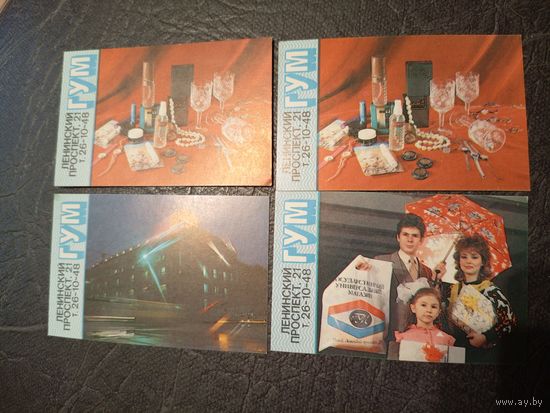 ГУМ
ЛЕНИНСКИЙ
ПРОСПЕКТ, 21
т. 26-10-48
ГУМ
ЛЕНИНСКИЙ
ПРОСПЕКТ, 21
т. 26-10-48
ГУМ
ЛЕНИНСКИЙ
ПРОСПЕКТ, 21
т. 26-10-48
ГУМ
ЛЕНИНСКИЙ
ПРОСПЕКТ, 21
т. 26-10-48
ГОСУДАРСТВЕННЫЙ
УНИВЕРСАЛЬНЫЙ
МАГАЗИН
www.ay.by